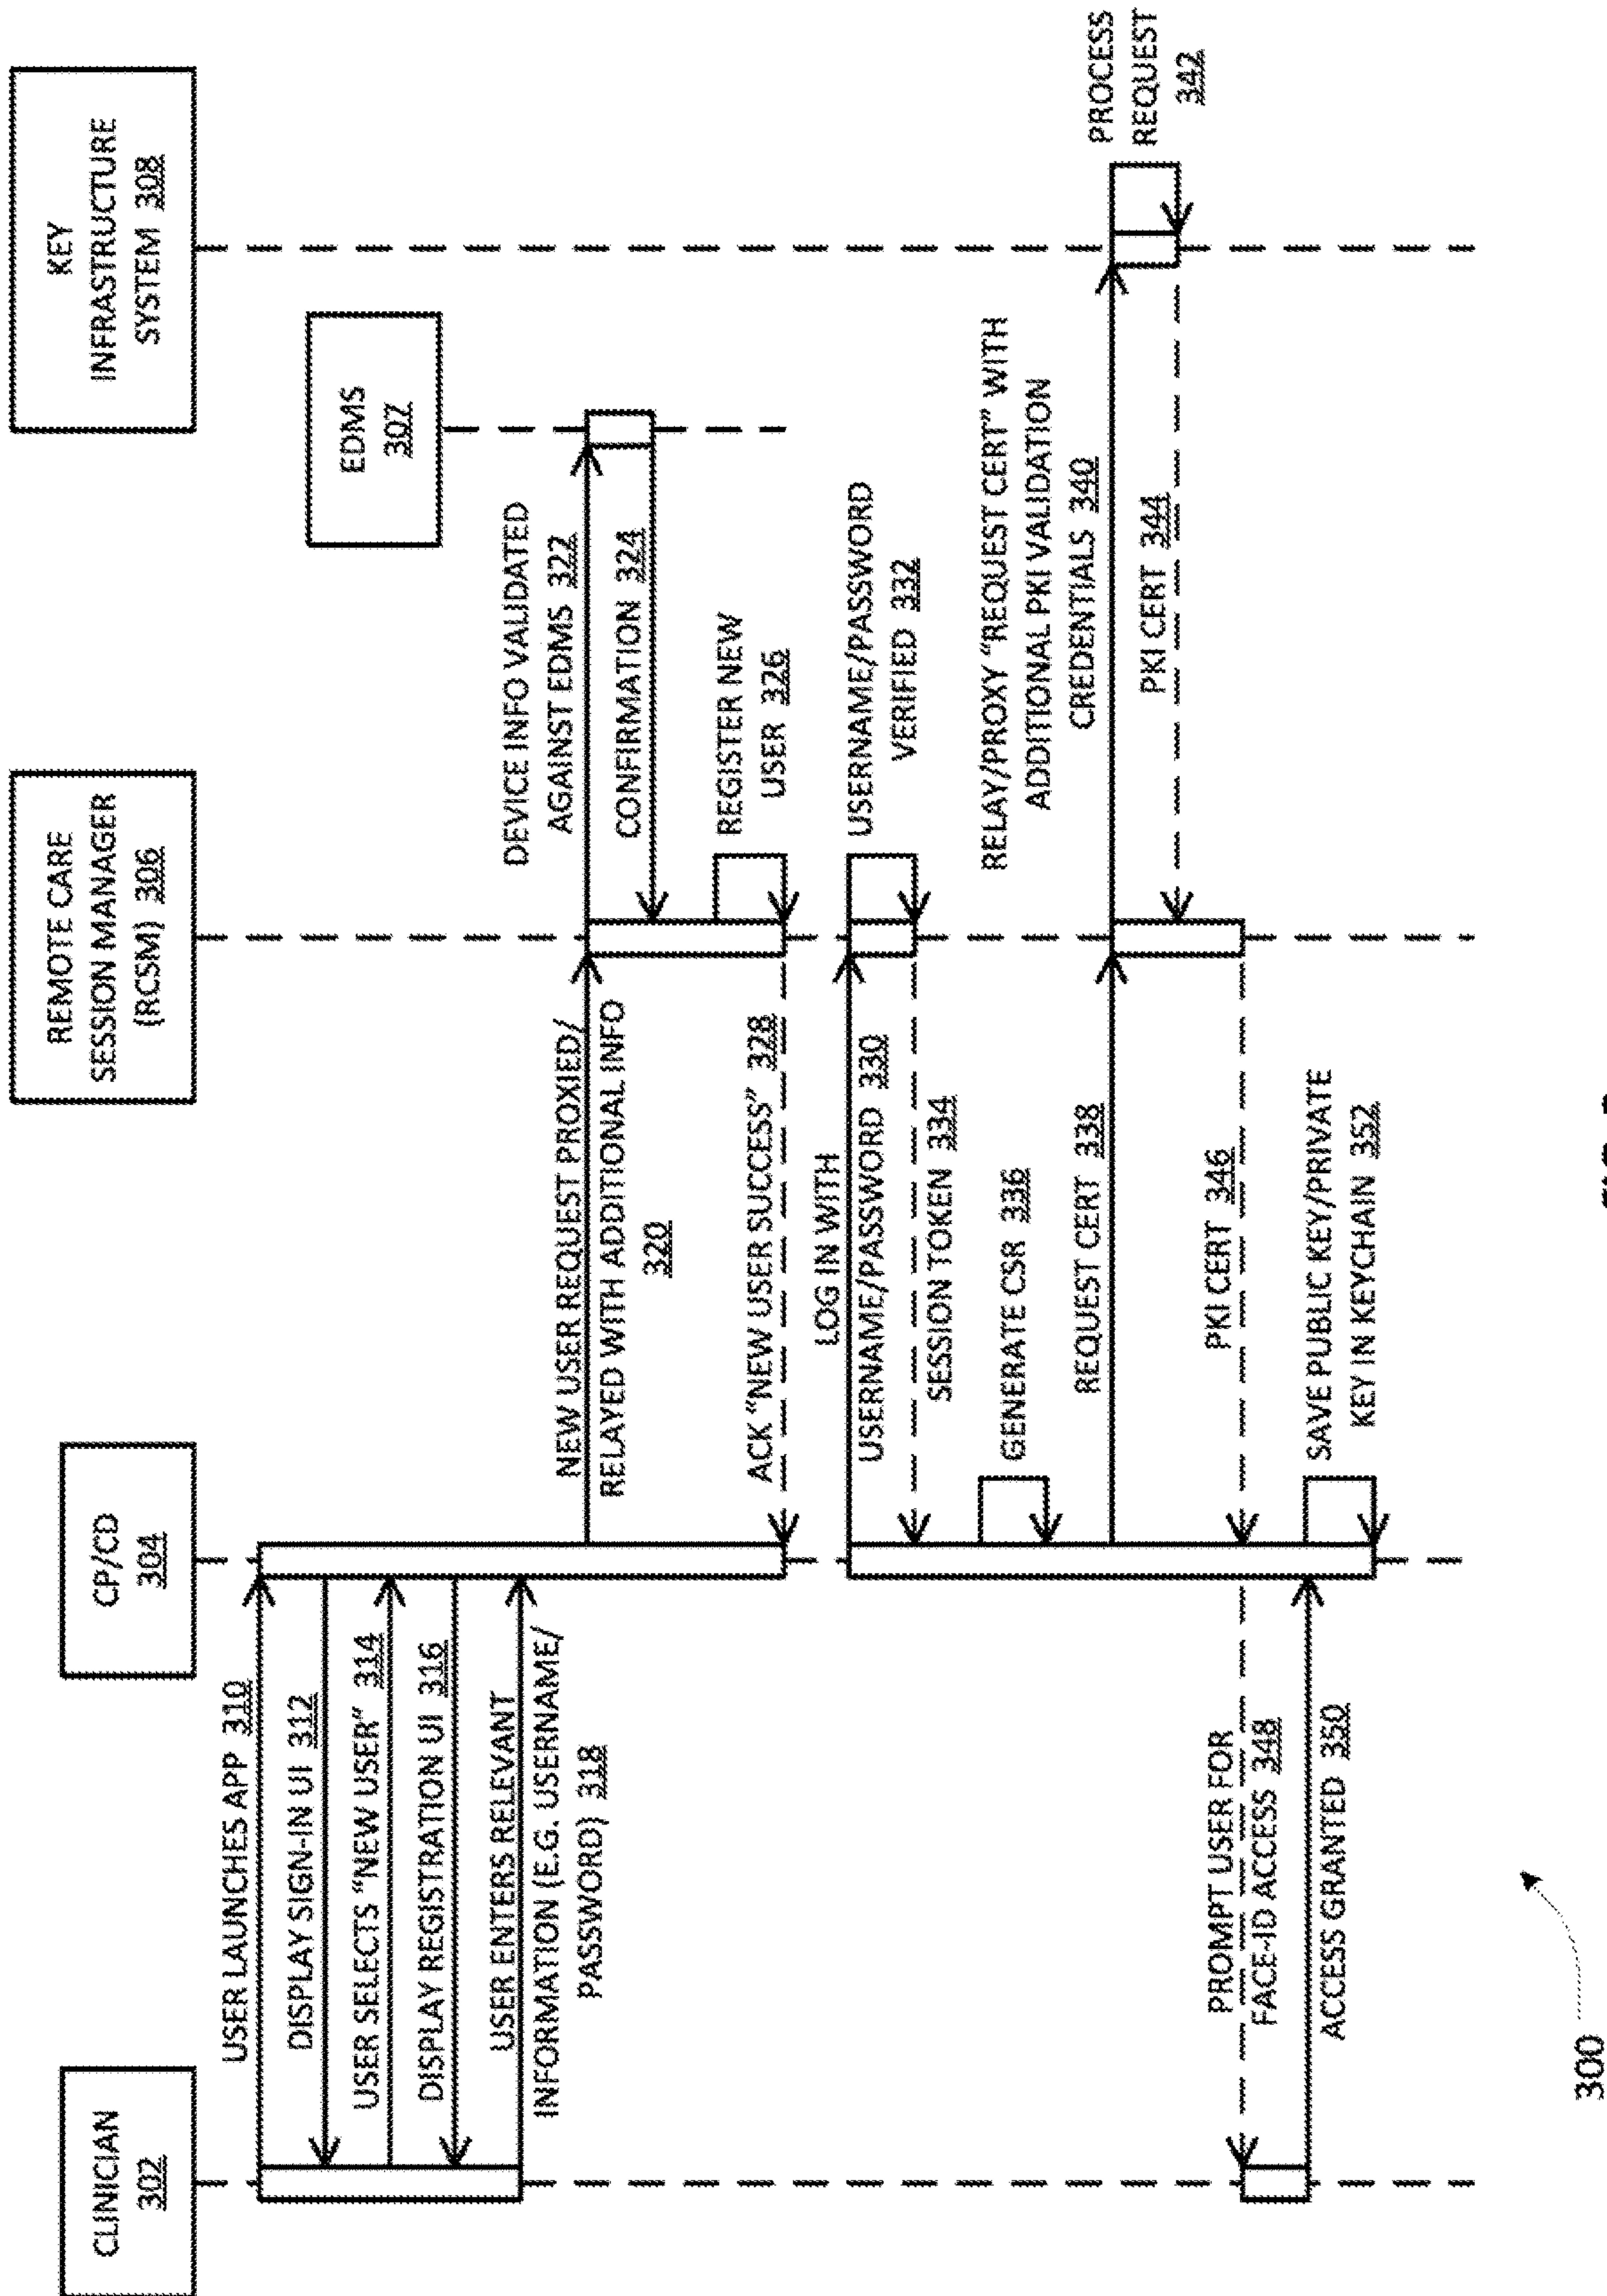 CLINICIAN
302
CP/CD
304
REMOTE CARE
SESSION MANAGER
(RCSM) 306
EDMS
307
KEY
INFRASTRUCTURE
SYSTEM 308
USER LAUNCHES APP 310
DISPLAY SIGN-IN UI 312
USER SELECTS “NEW USER” 314
DISPLAY REGISTRATION UI 316
USER ENTERS RELEVANT
INFORMATION (E.G. USERNAME/
PASSWORD) 318
NEW USER REQUEST PROXIED/
RELAYED WITH ADDITIONAL INFO
320
DEVICE INFO VALIDATED
AGAINST EDMS 322
CONFIRMATION 324
REGISTER NEW
USER 326
ACK “NEW USER SUCCESS” 328
LOG IN WITH
USERNAME/PASSWORD 330
USERNAME/PASSWORD
VERIFIED 332
SESSION TOKEN 334
GENERATE CSR 336
REQUEST CERT 338
RELAY/PROXY “REQUEST CERT” WITH
ADDITIONAL PKI VALIDATION
CREDENTIALS 340
PROCESS
REQUEST
342
PKI CERT 344
PKI CERT 346
PROMPT USER FOR
FACE-ID ACCESS 348
ACCESS GRANTED 350
SAVE PUBLIC KEY/PRIVATE
KEY IN KEYCHAIN 352
300